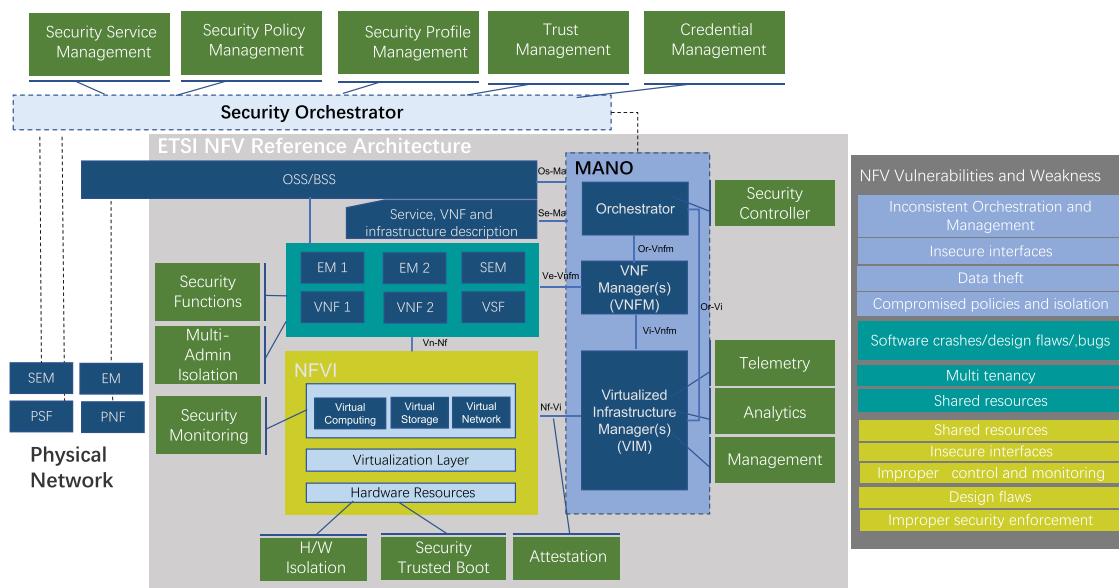 Security Service
Management
Security Policy
Management
Security Profile
Management
Trust
Management
Credential
Management
Security Orchestrator
ETSI NFV Reference Architecture
OSS/BSS
Os-Ma
MANO
Service, VNF and
infrastructure description
Se-Ma
Orchestrator
Security
Controller
Or-Vnfm
EM 1
EM 2
SEM
VNF 1
VNF 2
VSF
Ve-Vnfm
VNF
Manager(s)
(VNFM)
Or-Vi
Security
Functions
Multi-
Admin
Isolation
Vn-Nf
Vi-Vnfm
NFVI
Virtual
Computing
Virtual
Storage
Virtual
Network
Virtualization Layer
Hardware Resources
Nf-Vi
Virtualized
Infrastructure
Manager(s)
(VIM)
Telemetry
Analytics
Management
Security
Monitoring
SEM
EM
PSF
PNF
Physical
Network
H/W
Isolation
Security
Trusted Boot
Attestation
NFV Vulnerabilities and Weakness
Inconsistent Orchestration and
Management
Insecure interfaces
Data theft
Compromised policies and isolation
Software crashes/design flaws/,bugs
Multi tenancy
Shared resources
Shared resources
Insecure interfaces
Improper control and monitoring
Design flaws
Improper security enforcement